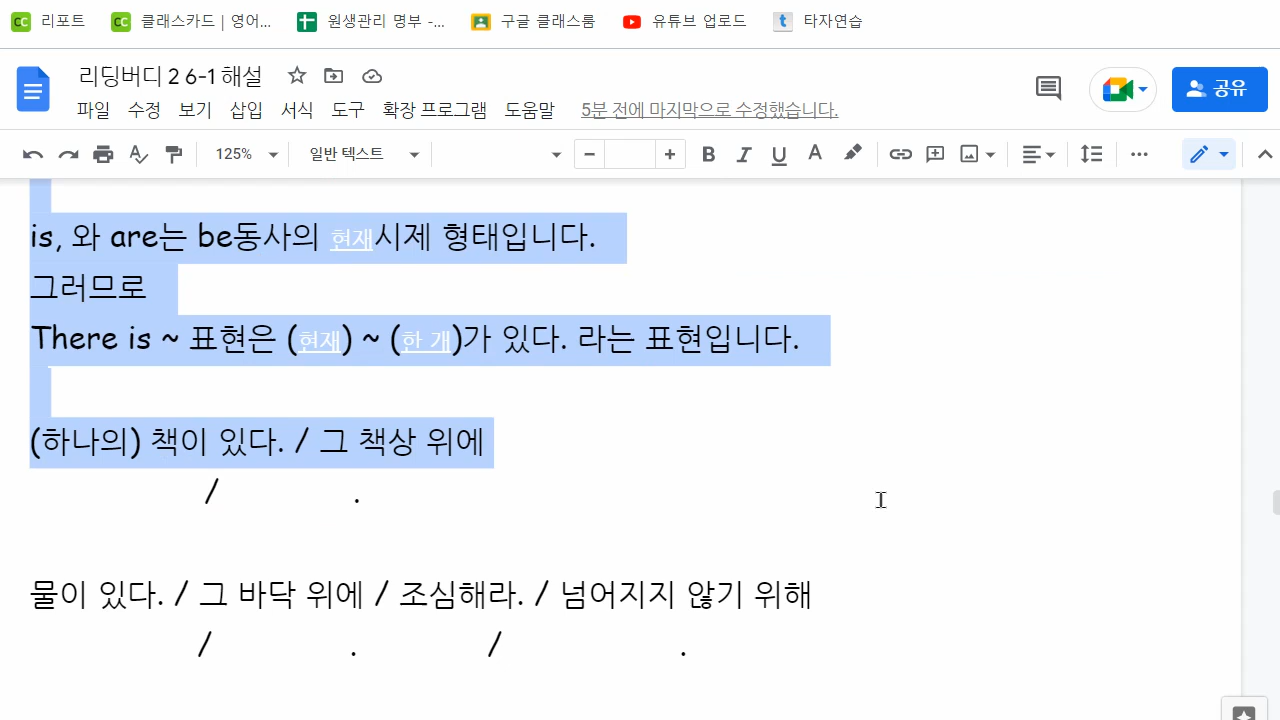 리포트 클래스카드 | 영어... 원생관리 명부 -... 구글 클래스룸 유튜브 업로드 t 타자연습
리딩버디 2 6-1 해설
파일 수정 보기 삽입 서식 도구 확장 프로그램 도움말 5분 전에 마지막으로 수정했습니다.
공유
125% 일반 텍스트 − + B I U A ...
is, 와 are는 be동사의 현재시제 형태입니다.
그러므로
There is ~ 표현은 (현재) ~ (한 개)가 있다. 라는 표현입니다.
(하나의) 책이 있다. / 그 책상 위에
/ .
물이 있다. / 그 바닥 위에 / 조심해라. / 넘어지지 않기 위해
/ . / .